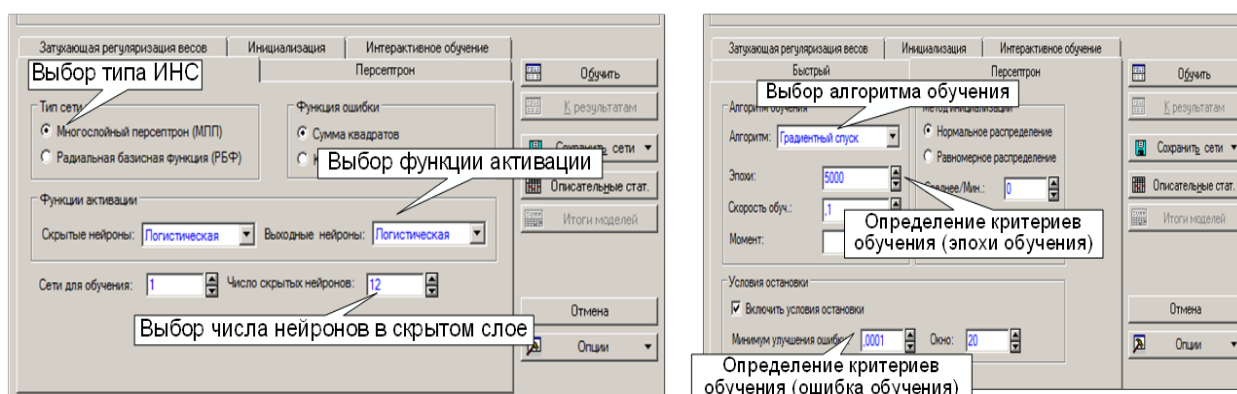 Затухающая регуляризация весов Инициализация Интерактивное обучение
Выбор типа ИНС
Персептрон
Тип сети
Многослойный персептрон (МЛП)
Радиальная базисная функция (РБФ)
Функция ошибки
Сумма квадратов
Выбор функции активации
Функции активации
Скрытые нейроны: Логистическая Выходные нейроны: Логистическая
Сети для обучения: 1 Число скрытых нейронов: 12
Выбор числа нейронов в скрытом слое
Обучить
К результатам
Сохранить сети
Описательные стат.
Итоги моделей
Отмена
Опции
Затухающая регуляризация весов Инициализация Интерактивное обучение
Быстрый Персептрон
Выбор алгоритма обучения
Алгоритм обучения
Алгоритм: Градиентный спуск
Эпохи: 5000
Скорость обуч.: ,1
Момент:
Метод инициализации
Нормальное распределение
Равномерное распределение
Среднее/Мин.: 0
Определение критериев
обучения (эпохи обучения)
Условия остановки
Включить условия остановки
Минимум улучшения ошибки ,0001 Окно: 20
Определение критериев
обучения (ошибка обучения)
Обучить
К результатам
Сохранить сети
Описательные стат.
Итоги моделей
Отмена
Опции